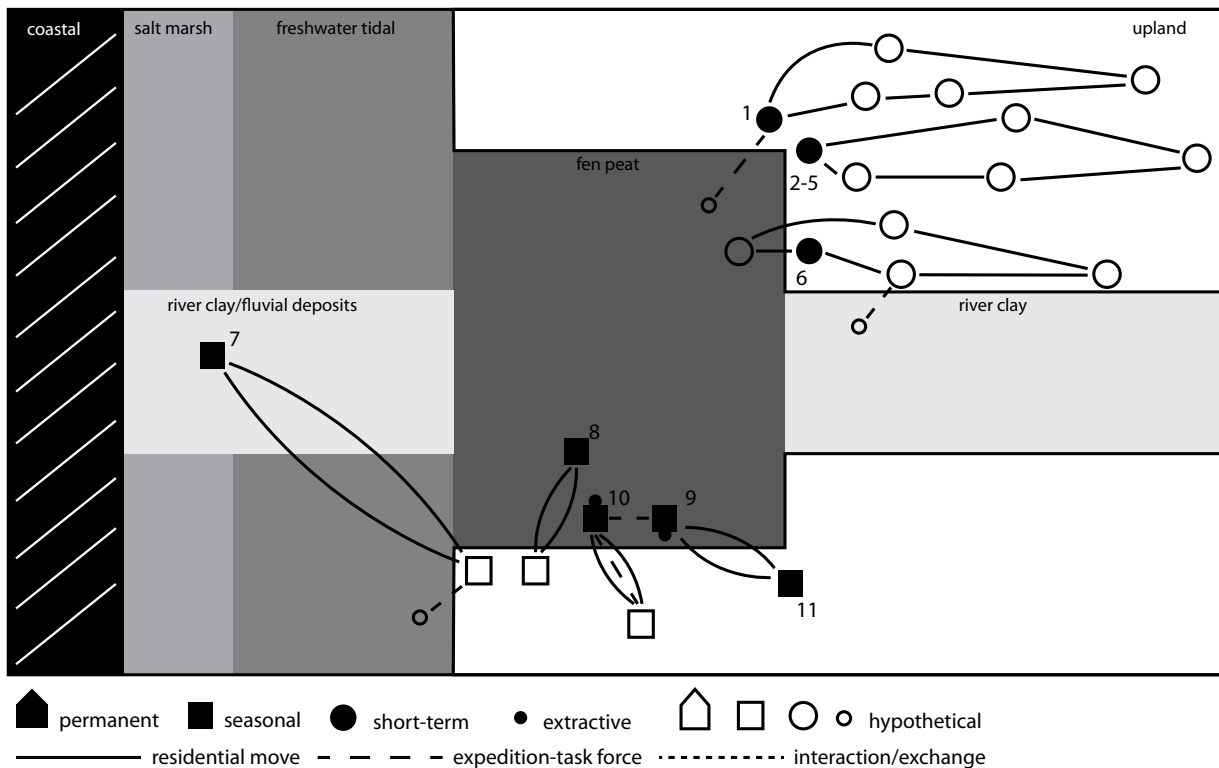 coastal
salt marsh
freshwater tidal
upland
1
fen peat
2-5
6
river clay/fluvial deposits
river clay
7
8
10
9
11
permanent
seasonal
short-term
extractive
hypothetical
residential move
expedition-task force
interaction/exchange